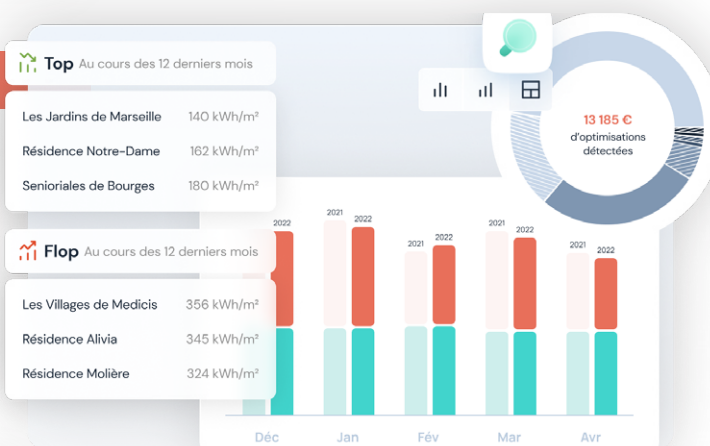 Top Au cours des 12 derniers mois
Les Jardins de Marseille 140 kWh/m²
Résidence Notre-Dame 162 kWh/m²
Senioriales de Bourges 180 kWh/m²
Flop Au cours des 12 derniers mois
Les Villages de Medicis 356 kWh/m²
Résidence Alivia 345 kWh/m²
Résidence Molière 324 kWh/m²
13 185 €
d'optimisations
détectées
2022
2021 2022
2021 2022
2021 2022
2021 2022
Déc Jan Fév Mar Avr